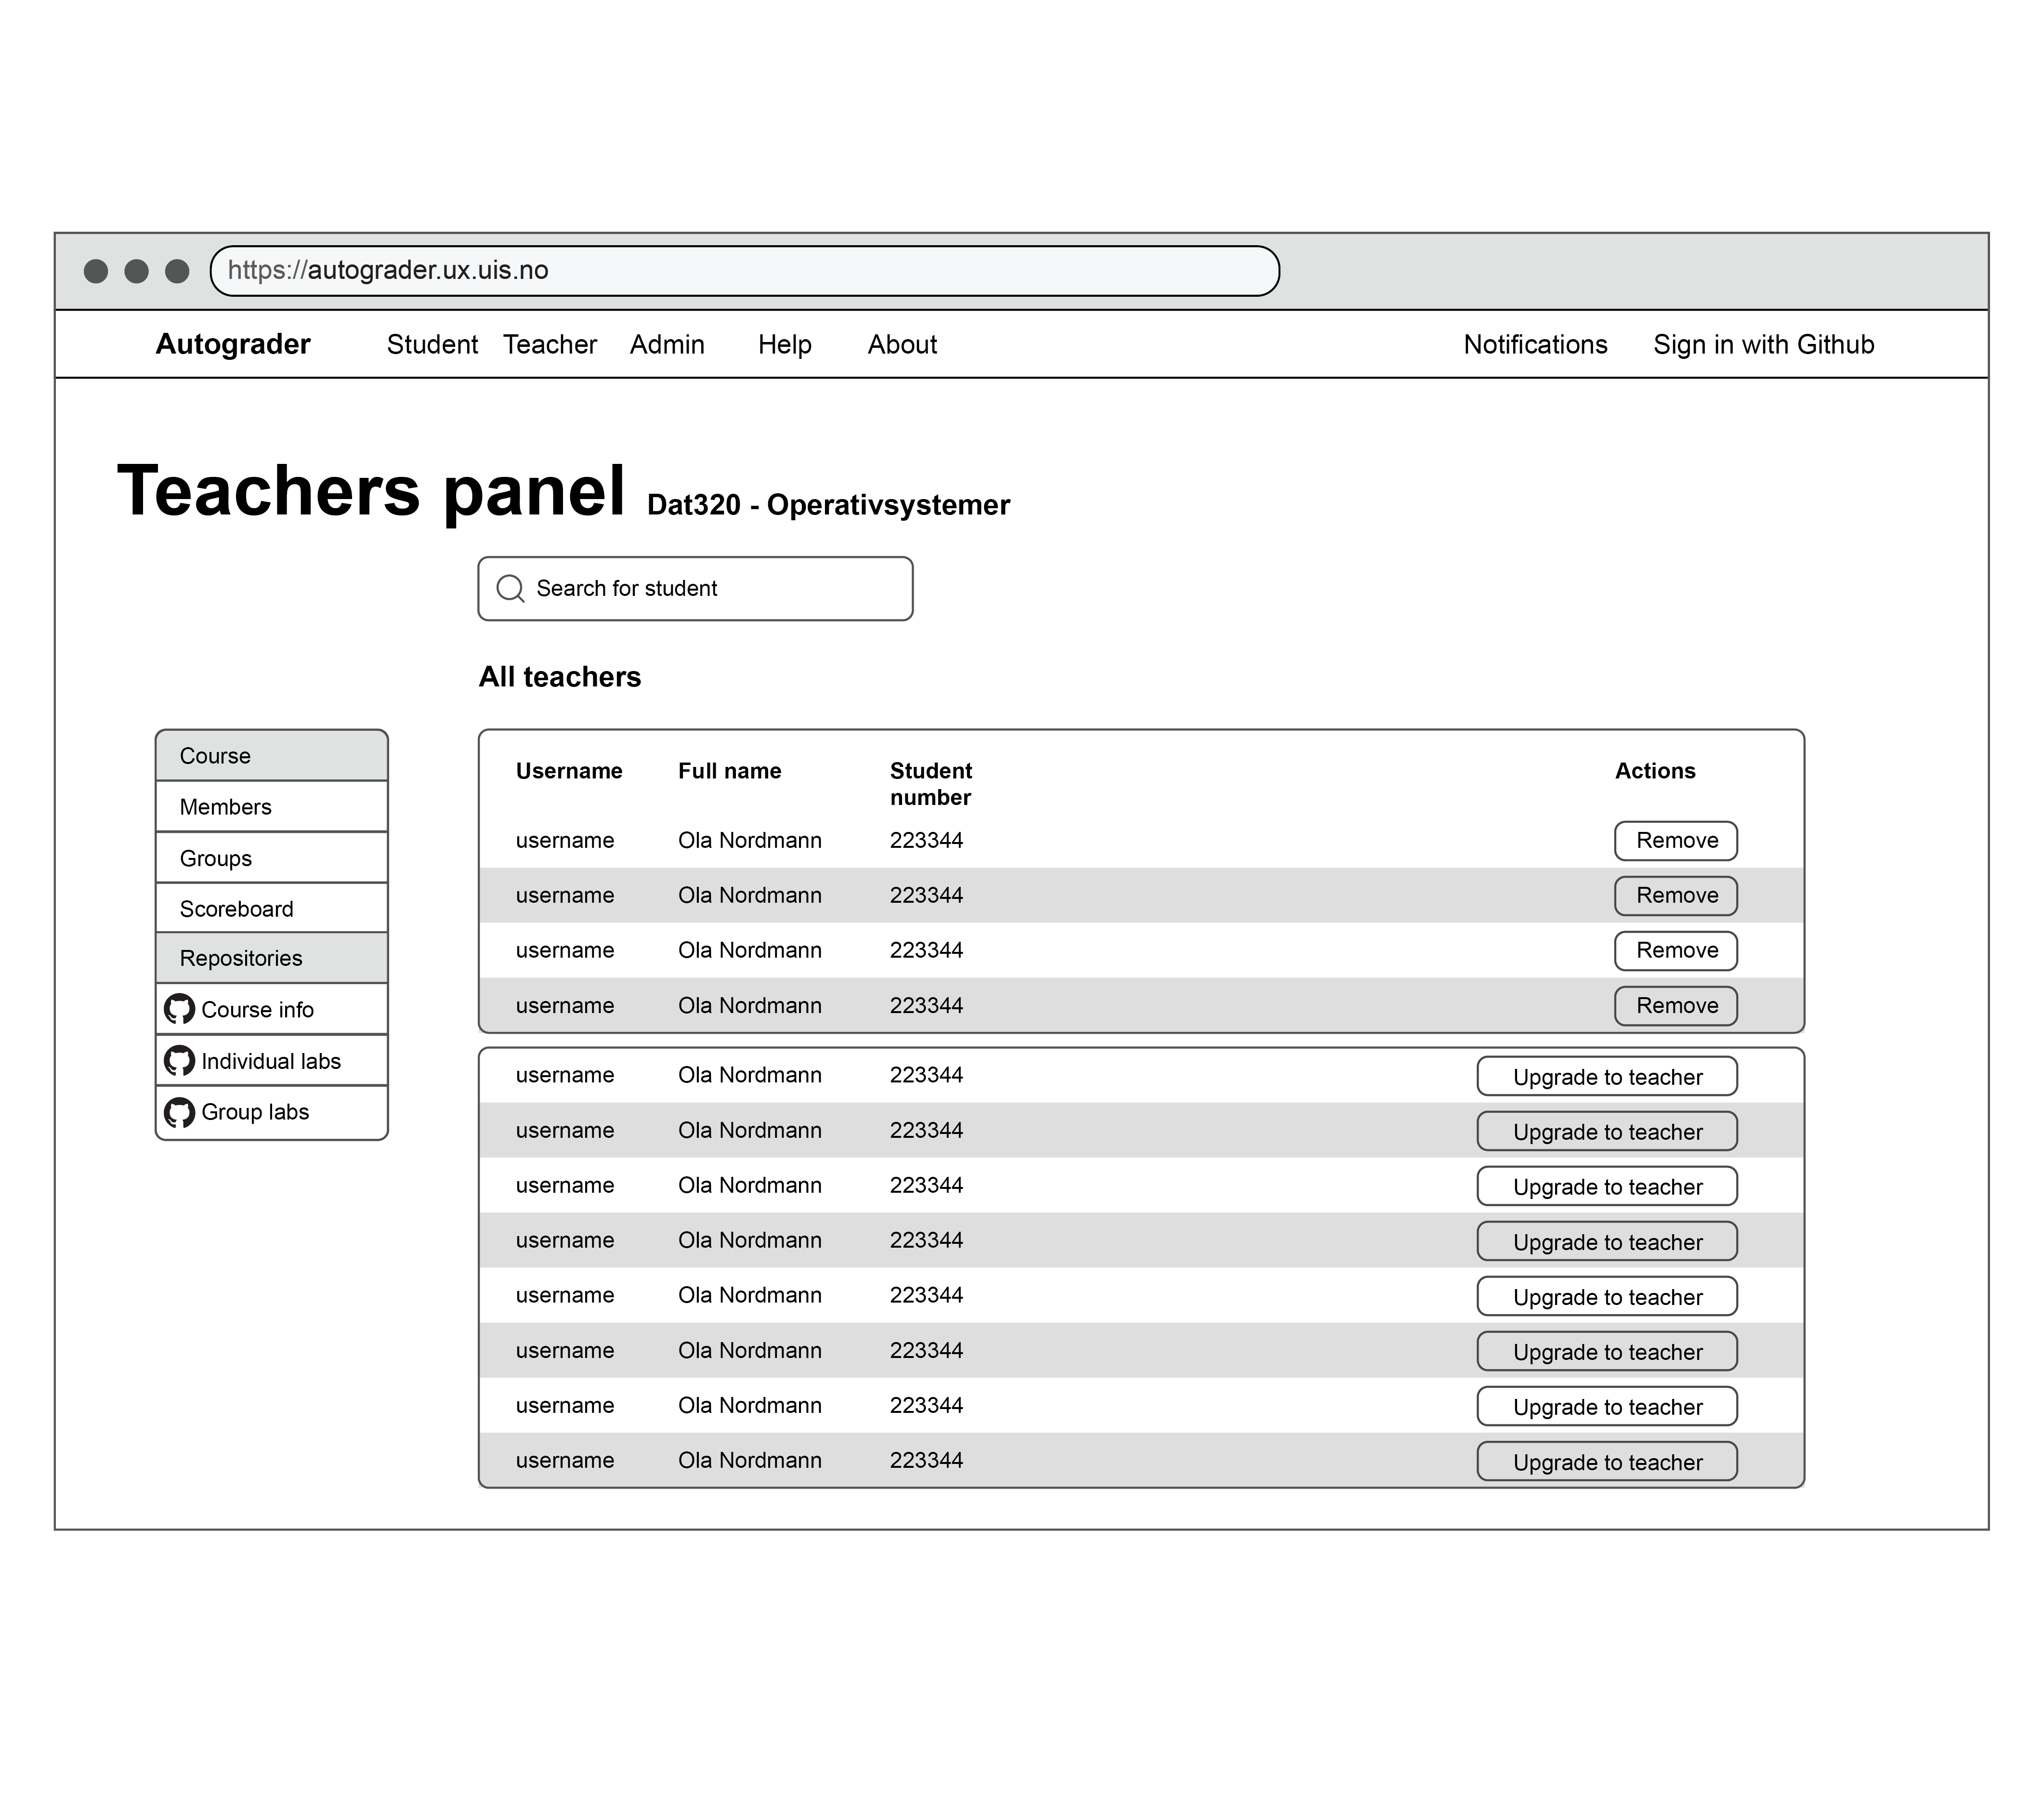 https://autograder.ux.uis.no
Autograder Student Teacher Admin Help About Notifications Sign in with Github
Teachers panel Dat320 - Operativsystemer
Search for student
All teachers
Course
Members
Groups
Scoreboard
Repositories
Course info
Individual labs
Group labs
Username Full name Student number Actions
username Ola Nordmann 223344 Remove
username Ola Nordmann 223344 Remove
username Ola Nordmann 223344 Remove
username Ola Nordmann 223344 Remove
username Ola Nordmann 223344 Upgrade to teacher
username Ola Nordmann 223344 Upgrade to teacher
username Ola Nordmann 223344 Upgrade to teacher
username Ola Nordmann 223344 Upgrade to teacher
username Ola Nordmann 223344 Upgrade to teacher
username Ola Nordmann 223344 Upgrade to teacher
username Ola Nordmann 223344 Upgrade to teacher
username Ola Nordmann 223344 Upgrade to teacher